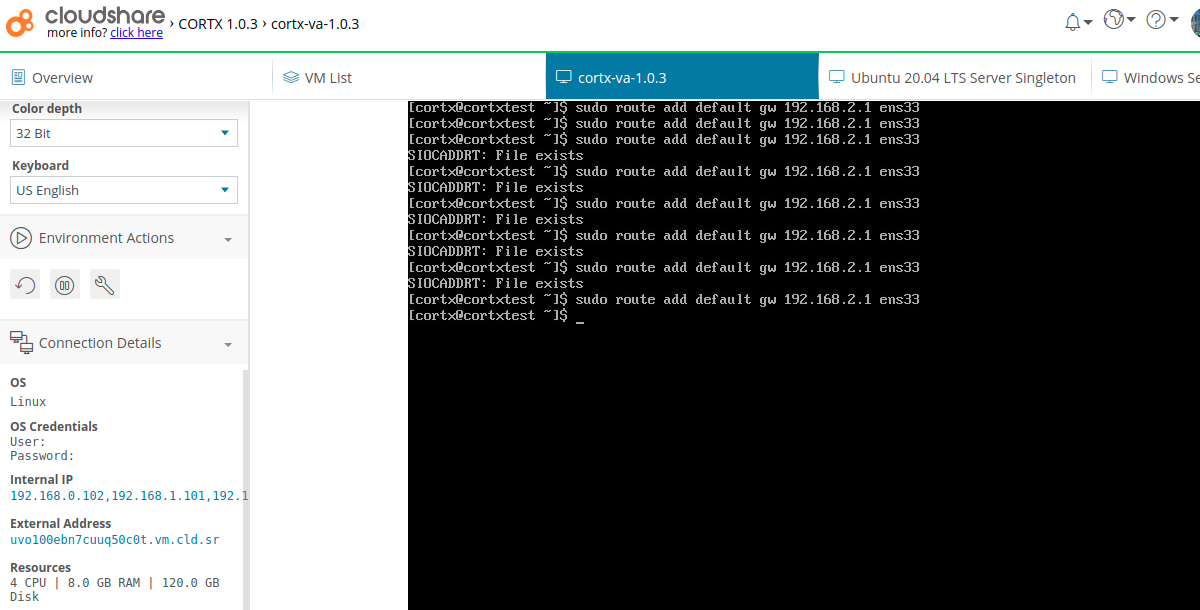 cloudshare
more info? click here
› CORTX 1.0.3 › cortx-va-1.0.3
Overview
VM List
cortx-va-1.0.3
Ubuntu 20.04 LTS Server Singleton
Windows Se
Color depth
32 Bit
Keyboard
US English
Environment Actions
Connection Details
OS
Linux
OS Credentials
User:
Password:
Internal IP
192.168.0.102,192.168.1.101,192.1
External Address
uvo100ebn7cuuq50c0t.vm.cld.sr
Resources
4 CPU | 8.0 GB RAM | 120.0 GB
Disk
[cortx@cortxtest ~]$ sudo route add default gw 192.168.2.1 ens33
[cortx@cortxtest ~]$ sudo route add default gw 192.168.2.1 ens33
[cortx@cortxtest ~]$ sudo route add default gw 192.168.2.1 ens33
SIOCADDRT: File exists
[cortx@cortxtest ~]$ sudo route add default gw 192.168.2.1 ens33
SIOCADDRT: File exists
[cortx@cortxtest ~]$ sudo route add default gw 192.168.2.1 ens33
SIOCADDRT: File exists
[cortx@cortxtest ~]$ sudo route add default gw 192.168.2.1 ens33
SIOCADDRT: File exists
[cortx@cortxtest ~]$ sudo route add default gw 192.168.2.1 ens33
SIOCADDRT: File exists
[cortx@cortxtest ~]$ sudo route add default gw 192.168.2.1 ens33
[cortx@cortxtest ~]$ _